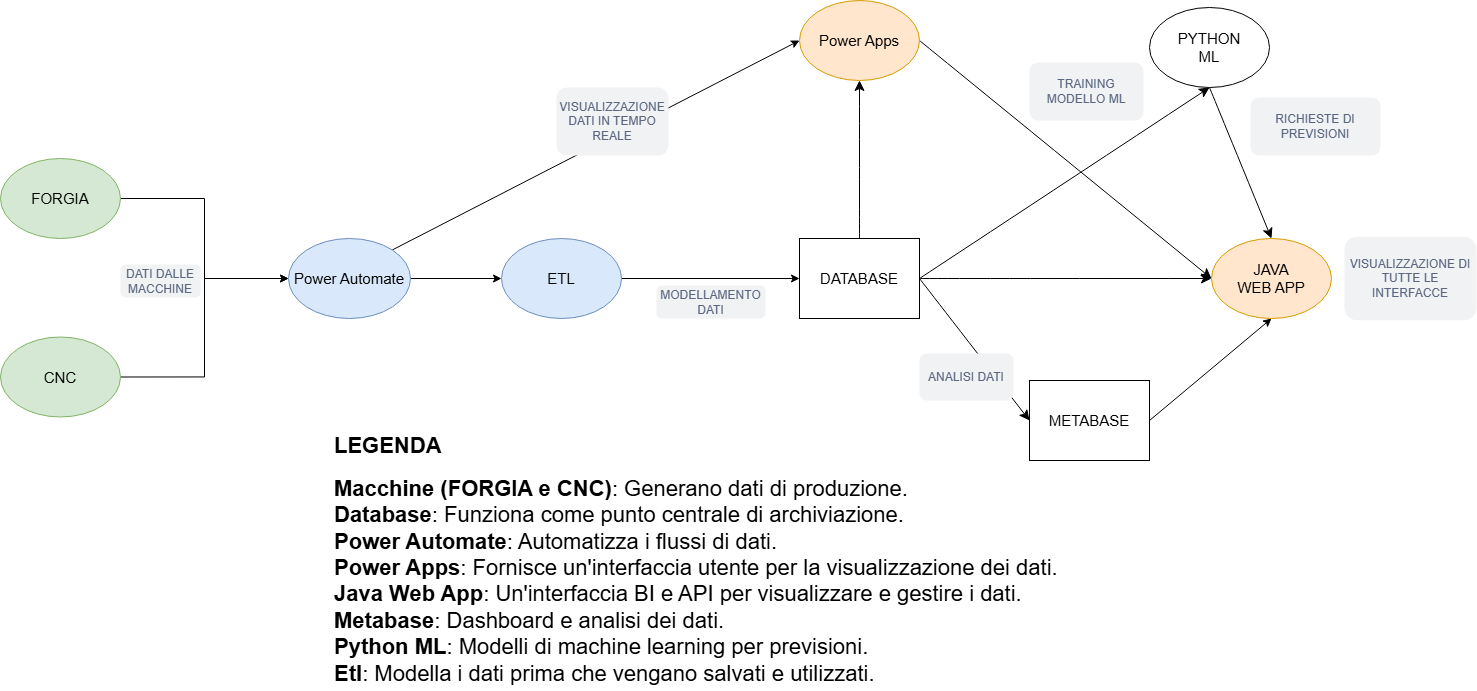 Power Apps
PYTHON
ML
TRAINING
MODELLO ML
VISUALIZZAZIONE
DATI IN TEMPO
REALE
RICHIESTE DI
PREVISIONI
FORGIA
DATI DALLE
MACCHINE
Power Automate
ETL
MODELLAMENTO
DATI
DATABASE
JAVA
WEB APP
VISUALIZZAZIONE DI
TUTTE LE
INTERFACCE
CNC
ANALISI DATI
METABASE
LEGENDA
Macchine (FORGIA e CNC): Generano dati di produzione.
Database: Funziona come punto centrale di archiviazione.
Power Automate: Automatizza i flussi di dati.
Power Apps: Fornisce un'interfaccia utente per la visualizzazione dei dati.
Java Web App: Un'interfaccia BI e API per visualizzare e gestire i dati.
Metabase: Dashboard e analisi dei dati.
Python ML: Modelli di machine learning per previsioni.
Etl: Modella i dati prima che vengano salvati e utilizzati.